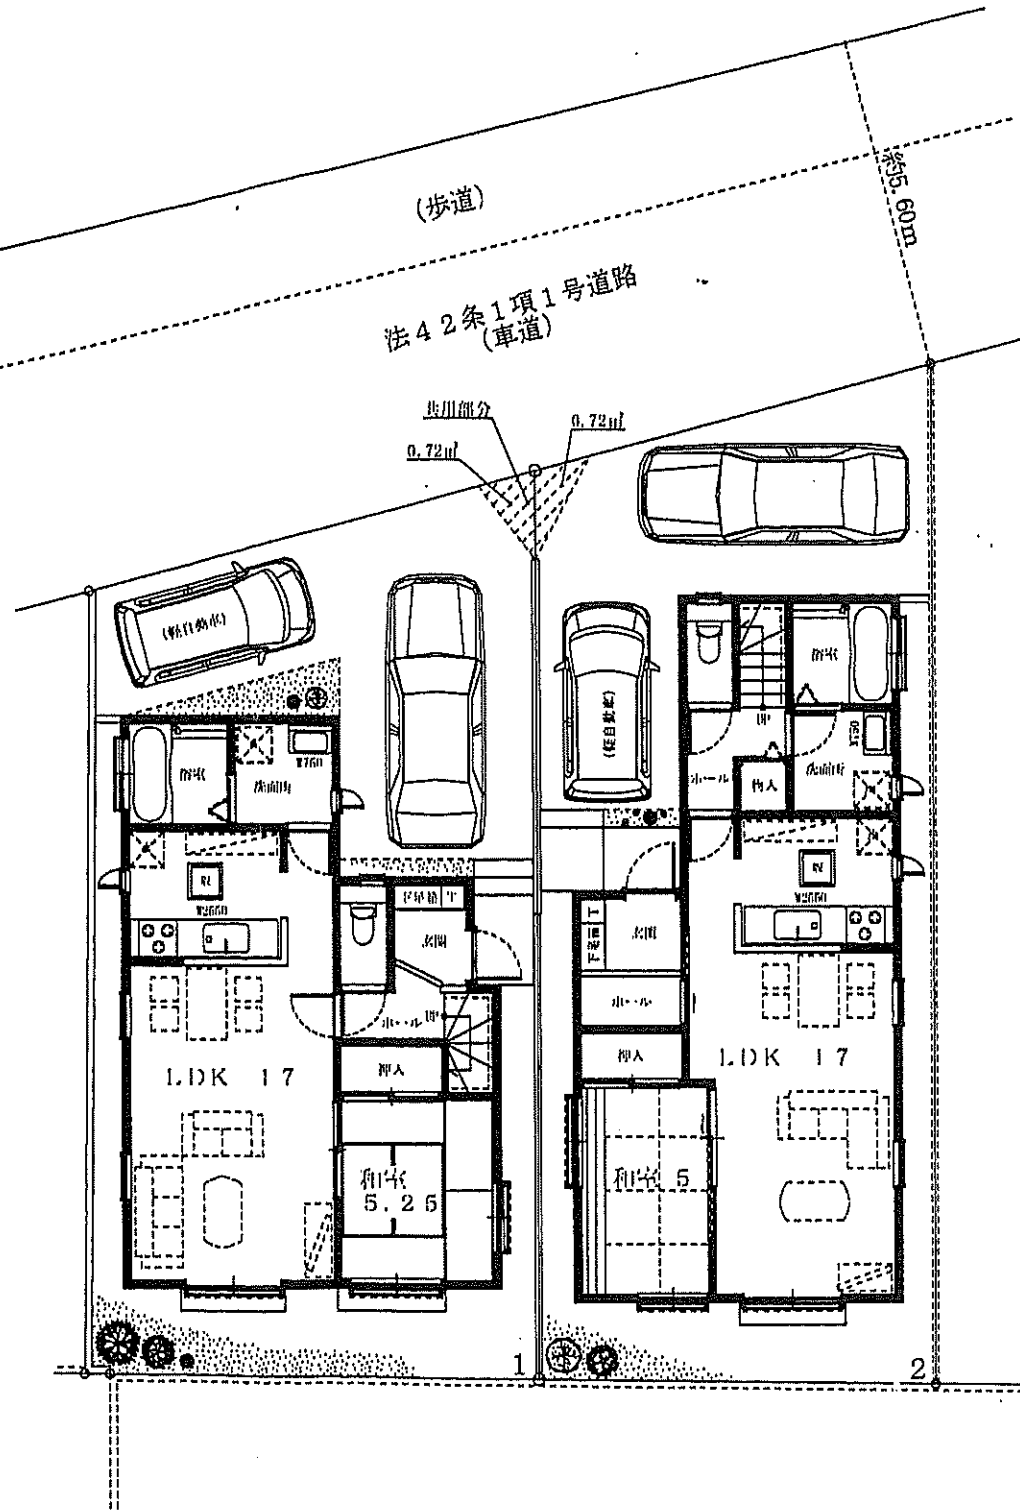 (歩道)
約5.60m
法42条1項1号道路
(車道)
共用部分
0.72㎡
0.72㎡
(軽自動車)
(軽自動車)
浴室
ホール
物入
洗面所
W750
浴室
洗面所
W750
W2550
W2550
玄関
玄関
ホール
ホール
押入
押入
LDK 17
LDK 17
和室
5.25
和室 5
1
2